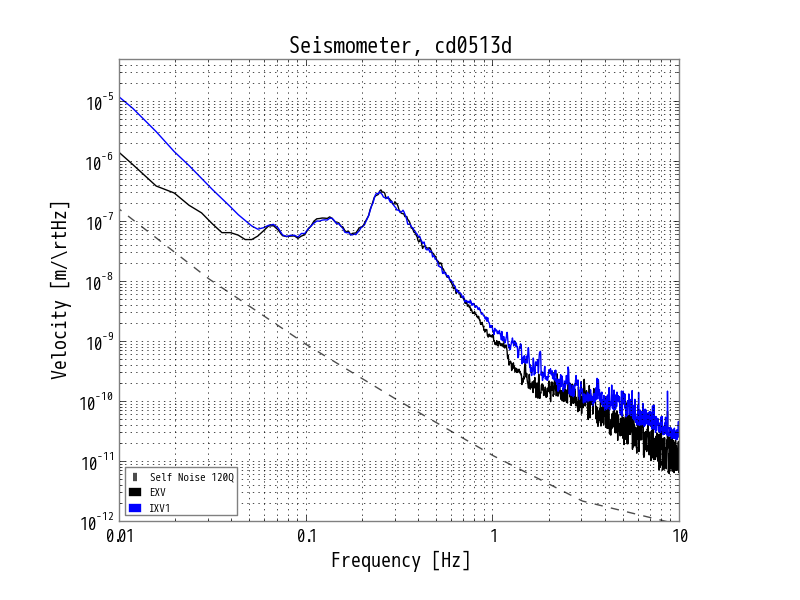 Seismometer, cd0513d
Velocity [m/\rtHz]
10-5
10-6
10-7
10-8
10-9
10-10
10-11
10-12
Self Noise 120Q
EXV
IXV1
0.01
0.1
1
10
Frequency [Hz]